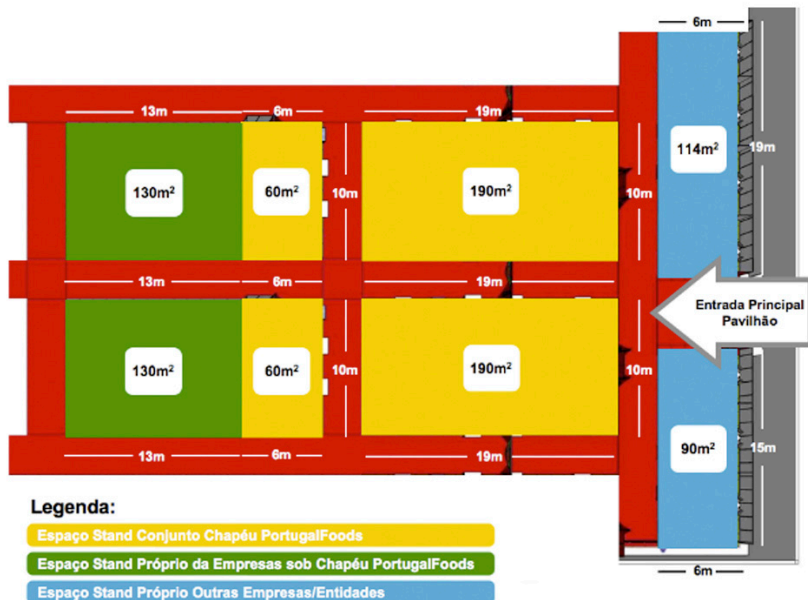 6m
13m 6m 19m
130m² 60m² 10m 190m² 10m 114m² 19m
13m 6m 19m
Entrada Principal
Pavilhão
130m² 60m² 10m 190m² 10m
90m² 15m
13m 6m 19m
Legenda:
Espaço Stand Conjunto Chapéu PortugalFoods
Espaço Stand Próprio da Empresas sob Chapéu PortugalFoods
6m
Espaço Stand Próprio Outras Empresas/Entidades